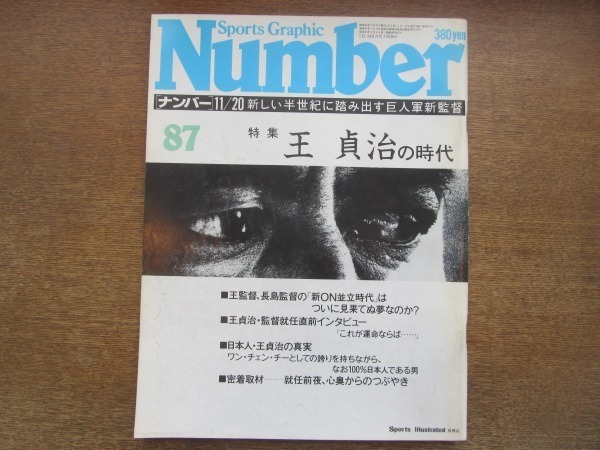 Sports Graphic
Number
380yen
[ナンバー] 11/20 新しい半世紀に踏み出す巨人軍新監督
87
特集 王 貞治の時代
■王監督、長島監督の「新ON並立時代」は
ついに見果てぬ夢なのか?
■王貞治・監督就任直前インタビュー
「これが運命ならば……」
■日本人・王貞治の真実
ワン・チェン・チーとしての誇りを持ちながら、
なお100%日本人である男
■密着取材──就任前夜、心奥からのつぶやき
Sports Illustrated